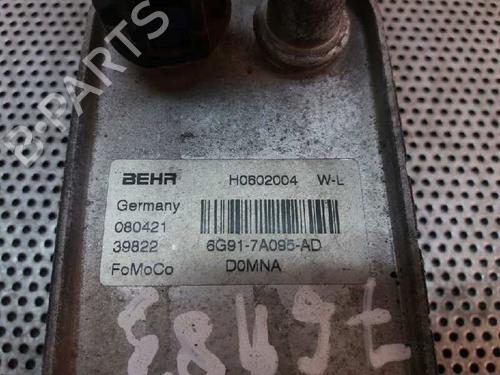 B-PARTS
BEHR H0602004 W-L
Germany
080421
39822 6G91-7A095-AD
FoMoCo D0MNA